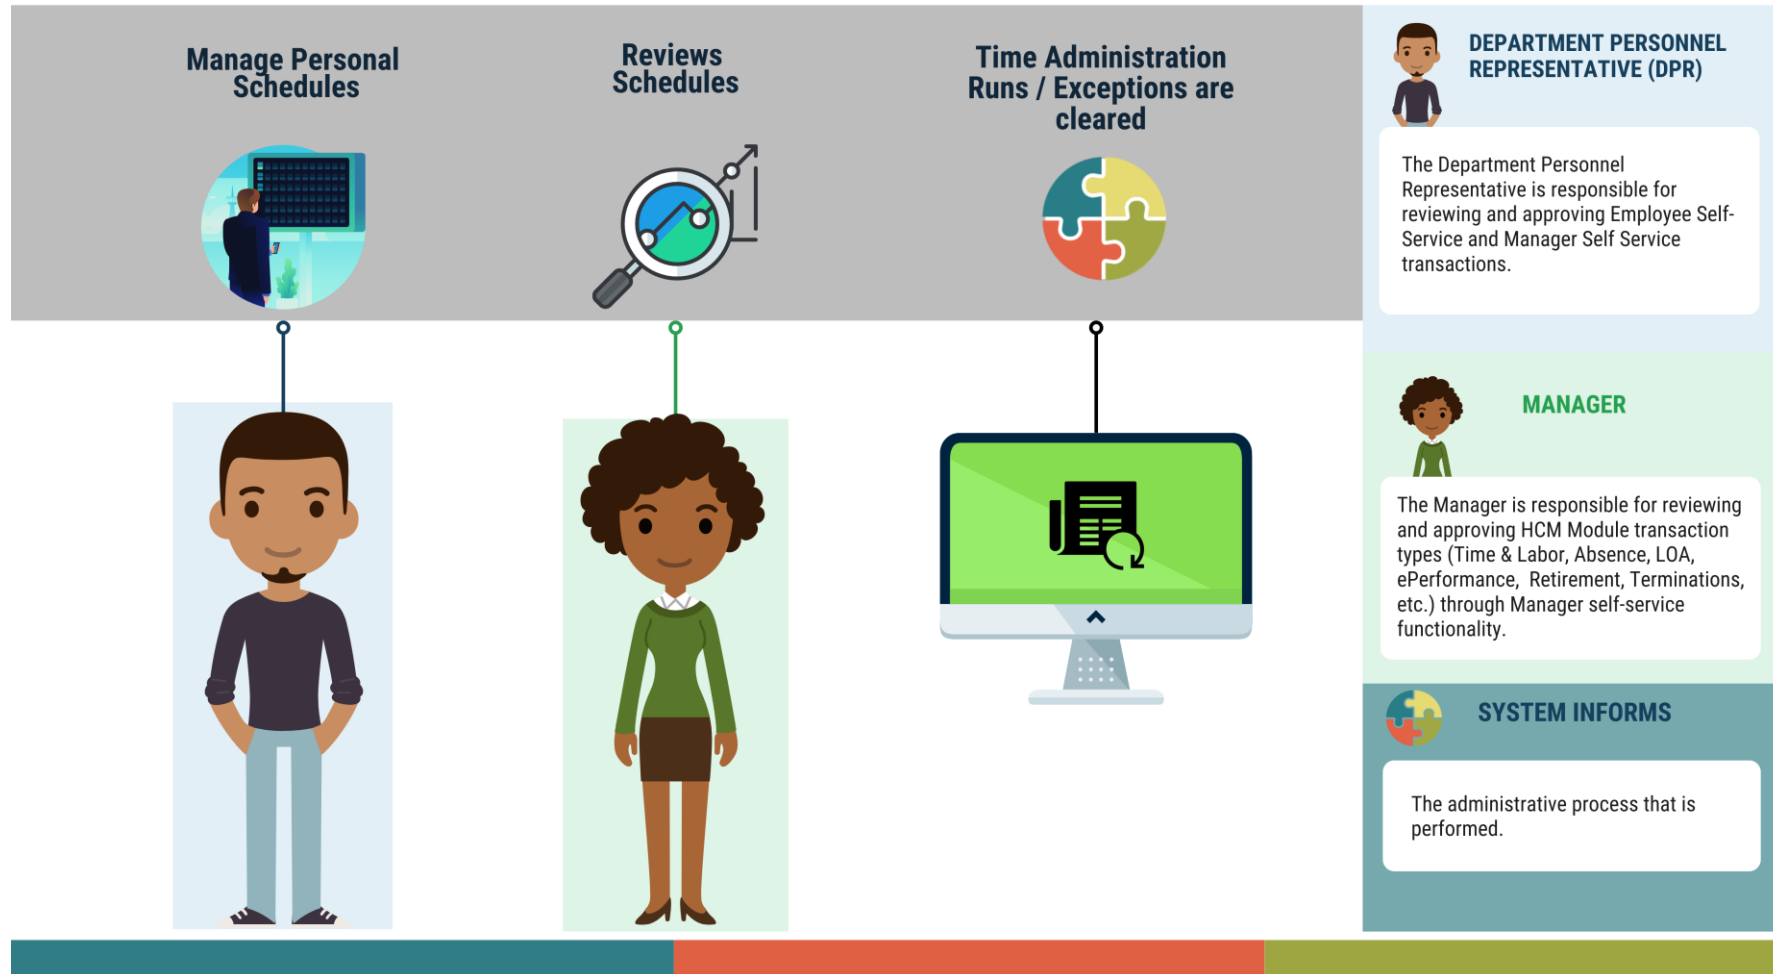 Manage Personal
Schedules
Reviews
Schedules
Time Administration
Runs / Exceptions are
cleared
DEPARTMENT PERSONNEL
REPRESENTATIVE (DPR)
The Department Personnel
Representative is responsible for
reviewing and approving Employee Self-
Service and Manager Self Service
transactions.
MANAGER
The Manager is responsible for reviewing
and approving HCM Module transaction
types (Time & Labor, Absence, LOA,
ePerformance, Retirement, Terminations,
etc.) through Manager self-service
functionality.
SYSTEM INFORMS
The administrative process that is
performed.